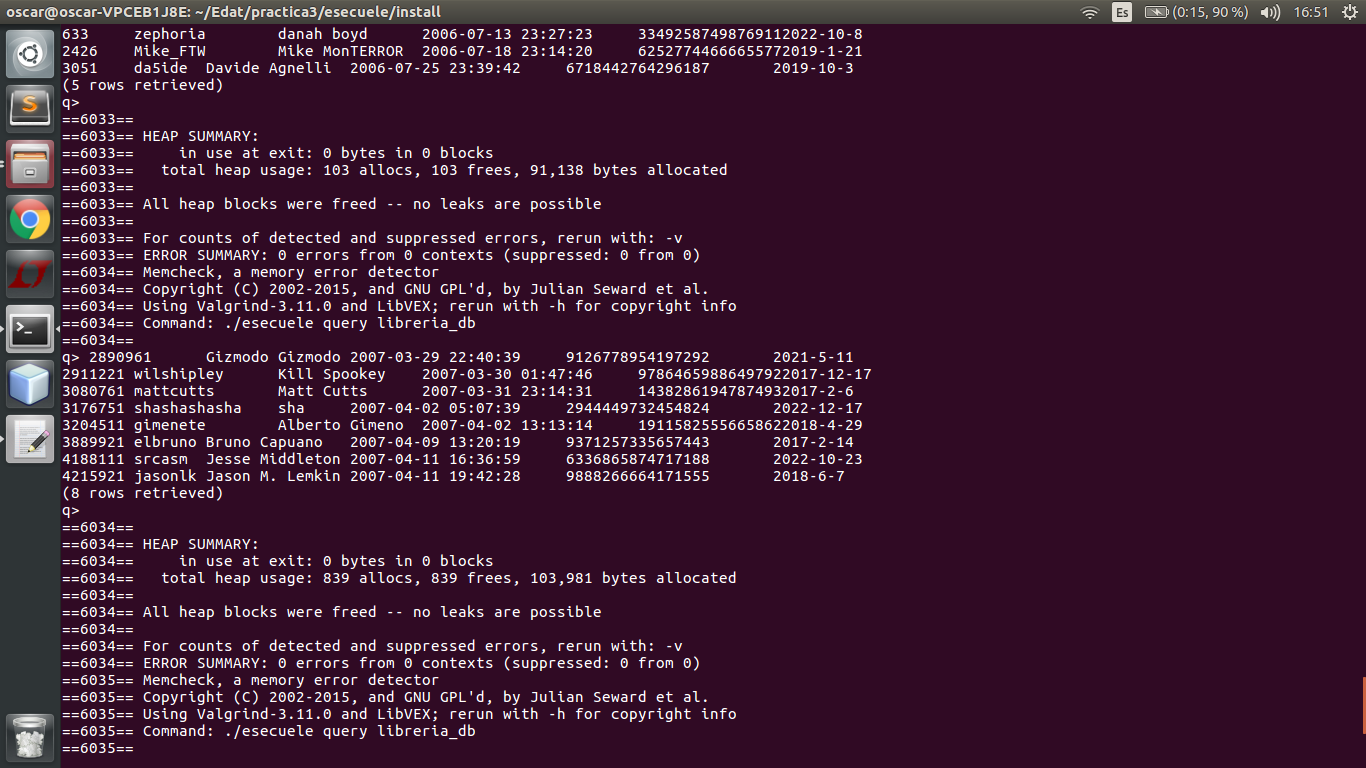 oscar@oscar-VPCEB1J8E: ~/Edat/practica3/esecuele/install
Es
(0:15, 90 %)
16:51
633     zephoria        danah boyd      2006-07-13 23:27:23     33492587498769112022-10-8
2426    Mike_FTW        Mike MonTERROR  2006-07-18 23:14:20     62527744666655772019-1-21
3051    da5ide  Davide Agnelli  2006-07-25 23:39:42     6718442764296187       2019-10-3
(5 rows retrieved)
q>
==6033==
==6033== HEAP SUMMARY:
==6033==     in use at exit: 0 bytes in 0 blocks
==6033==   total heap usage: 103 allocs, 103 frees, 91,138 bytes allocated
==6033==
==6033== All heap blocks were freed -- no leaks are possible
==6033==
==6033== For counts of detected and suppressed errors, rerun with: -v
==6033== ERROR SUMMARY: 0 errors from 0 contexts (suppressed: 0 from 0)
==6034== Memcheck, a memory error detector
==6034== Copyright (C) 2002-2015, and GNU GPL'd, by Julian Seward et al.
==6034== Using Valgrind-3.11.0 and LibVEX; rerun with -h for copyright info
==6034== Command: ./esecuele query libreria_db
==6034==
q> 2890961      Gizmodo Gizmodo 2007-03-29 22:40:39     9126778954197292       2021-5-11
2911221 wilshipley      Kill Spookey    2007-03-30 01:47:46     97864659886497922017-12-17
3080761 mattcutts       Matt Cutts      2007-03-31 23:14:31     14382861947874932017-2-6
3176751 shashashasha    sha     2007-04-02 05:07:39     2944449732454824       2022-12-17
3204511 gimenete        Alberto Gimeno  2007-04-02 13:13:14     19115825556658622018-4-29
3889921 elbruno Bruno Capuano   2007-04-09 13:20:19     9371257335657443       2017-2-14
4188111 srcasm  Jesse Middleton 2007-04-11 16:36:59     6336865874717188       2022-10-23
4215921 jasonlk Jason M. Lemkin 2007-04-11 19:42:28     9888266664171555       2018-6-7
(8 rows retrieved)
q>
==6034==
==6034== HEAP SUMMARY:
==6034==     in use at exit: 0 bytes in 0 blocks
==6034==   total heap usage: 839 allocs, 839 frees, 103,981 bytes allocated
==6034==
==6034== All heap blocks were freed -- no leaks are possible
==6034==
==6034== For counts of detected and suppressed errors, rerun with: -v
==6034== ERROR SUMMARY: 0 errors from 0 contexts (suppressed: 0 from 0)
==6035== Memcheck, a memory error detector
==6035== Copyright (C) 2002-2015, and GNU GPL'd, by Julian Seward et al.
==6035== Using Valgrind-3.11.0 and LibVEX; rerun with -h for copyright info
==6035== Command: ./esecuele query libreria_db
==6035==